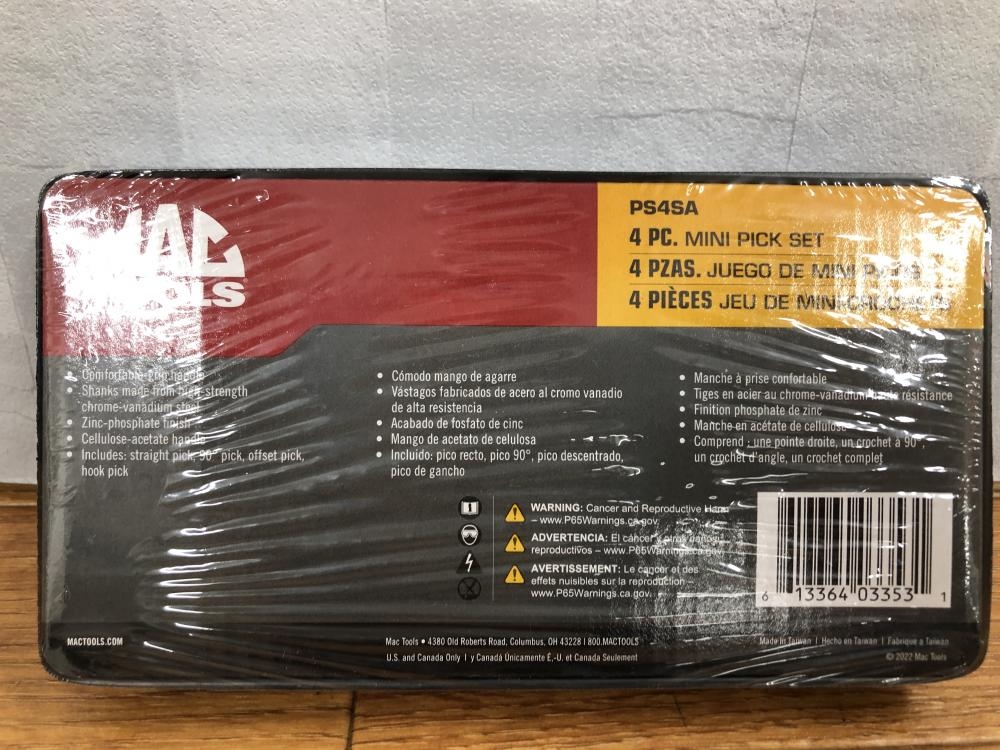 MAC
TOOLS
PS4SA
4 PC. MINI PICK SET
4 PZAS. JUEGO DE MINI
4 PIÈCES JEU DE MINI
• Comfortable-grip handle
• Shanks made from high-strength
chrome-vanadium steel
• Zinc-phosphate finish
• Cellulose-acetate handle
• Includes: straight pick, 90° pick, offset pick,
hook pick
• Cómodo mango de agarre
• Vástagos fabricados de acero al cromo vanadio
de alta resistencia
• Acabado de fosfato de cinc
• Mango de acetato de celulosa
• Incluido: pico recto, pico 90°, pico descentrado,
pico de gancho
• Manche à prise confortable
• Tiges en acier au chrome-vanadium haute résistance
• Finition phosphate de zinc
• Manche en acétate de cellulose
• Comprend : une pointe droite, un crochet à 90°,
un crochet d'angle, un crochet complet
WARNING: Cancer and Reproductive Harm
– www.P65Warnings.ca.gov
ADVERTENCIA: El cáncer y otros daños
reproductivos – www.P65Warnings.ca.gov
AVERTISSEMENT: Le cancer et des
effets nuisibles sur la reproduction –
www.P65Warnings.ca.gov.
6 13364 03353 1
MACTOOLS.COM
Mac Tools • 4380 Old Roberts Road, Columbus, OH 43228 | 800.MACTOOLS
U.S. and Canada Only | y Canadá Únicamente É,-U. et Canada Seulement
Made in Taiwan | Hecho en Taiwan | Fabriqué a Taiwan
© 2022 Mac Tools